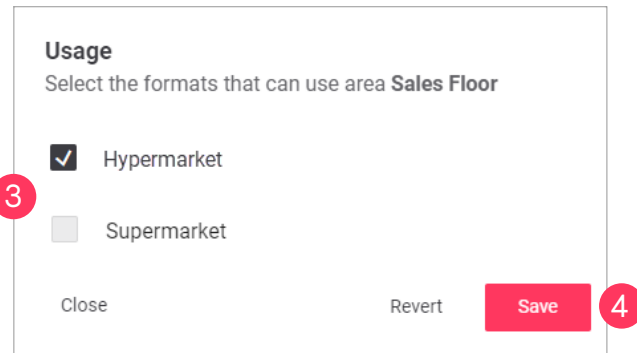 Usage
Select the formats that can use area Sales Floor
Hypermarket
3
Supermarket
Close Revert Save 4